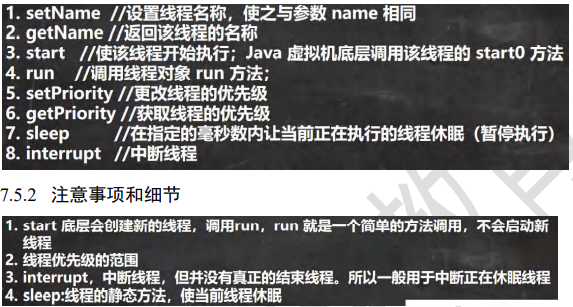 1. setName //设置线程名称，使之与参数 name 相同
2. getName //返回该线程的名称
3. start //使该线程开始执行；Java 虚拟机底层调用该线程的 start0 方法
4. run //调用线程对象 run 方法；
5. setPriority //更改线程的优先级
6. getPriority //获取线程的优先级
7. sleep //在指定的毫秒数内让当前正在执行的线程休眠（暂停执行）
8. interrupt //中断线程
7.5.2 注意事项和细节
1. start 底层会创建新的线程，调用run，run 就是一个简单的方法调用，不会启动新
线程
2. 线程优先级的范围
3. interrupt，中断线程，但并没有真正的结束线程。所以一般用于中断正在休眠线程
4. sleep:线程的静态方法，使当前线程休眠